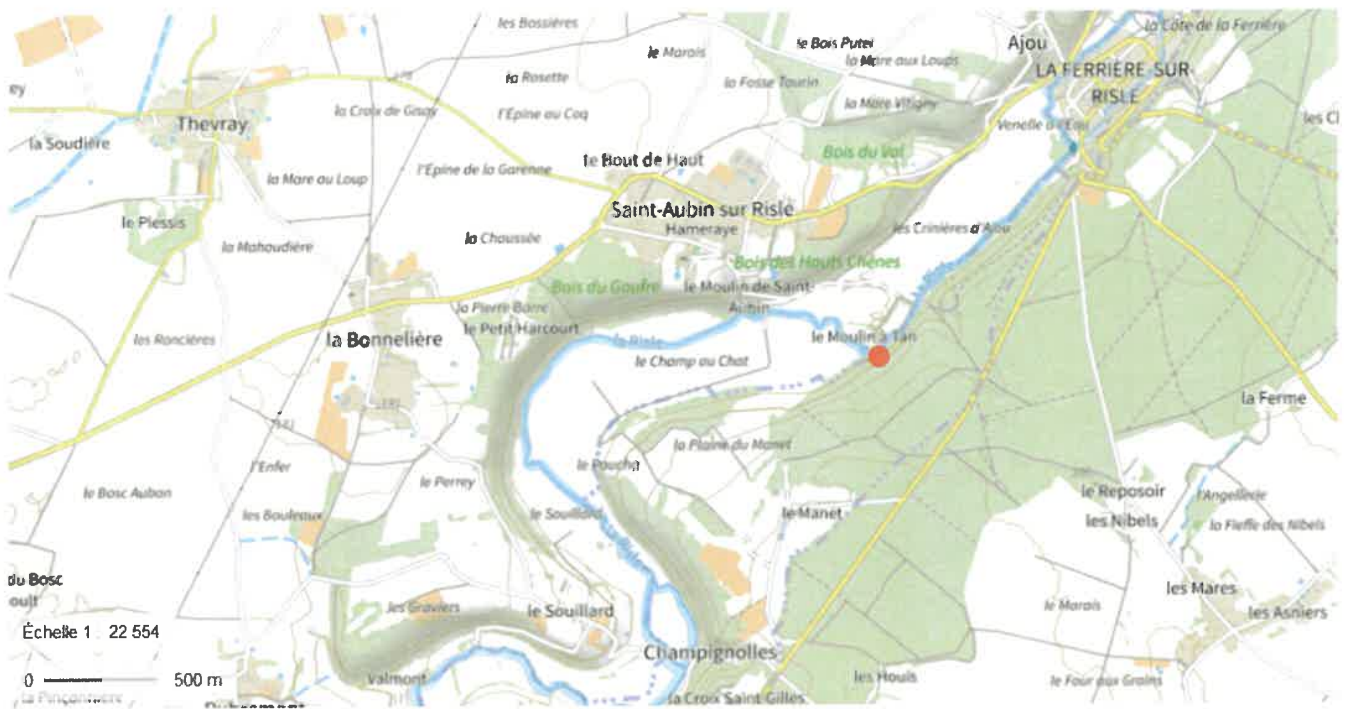 les Bossières
la Côte de la Ferrière
le Marais
le Bois Putel
Ajou
la Mare aux Loups
LA FERRIÈRE-SUR-
RISLE
la Rosette
la Fosse Taurin
la Croix de Gnay
l'Épine au Coq
la Mare Vitigny
Thevray
Venelle à l'Eau
la Soudière
le Bout de Haut
Bois du Val
la Mare au Loup
l'Épine de la Garenne
Saint-Aubin sur Risle
Hameraye
le Plessis
la Mahoudière
la Chaussée
les Crinières d'Ajou
Bois des Hauts Chênes
Bois du Goufre
le Moulin de Saint-
Aubin
la Pierre Barre
le Petit Harcourt
les Roncières
la Bonnelière
la Risle
le Moulin à Tan
le Champ au Chat
la Ferme
la Plaine du Manet
l'Enfer
le Bosc Auban
le Perrey
le Reposoir
l'Angellerie
les Bouleaux
le Souillard
le Manet
les Nibels
la Fieffe des Nibels
du Bosc
les Mares
les Graviers
le Souillard
le Marais
les Asniers
Échelle 1 : 22 554
Champignolles
0 500 m
Valmont
les Houis
le Four aux Grains
la Croix Saint Gilles